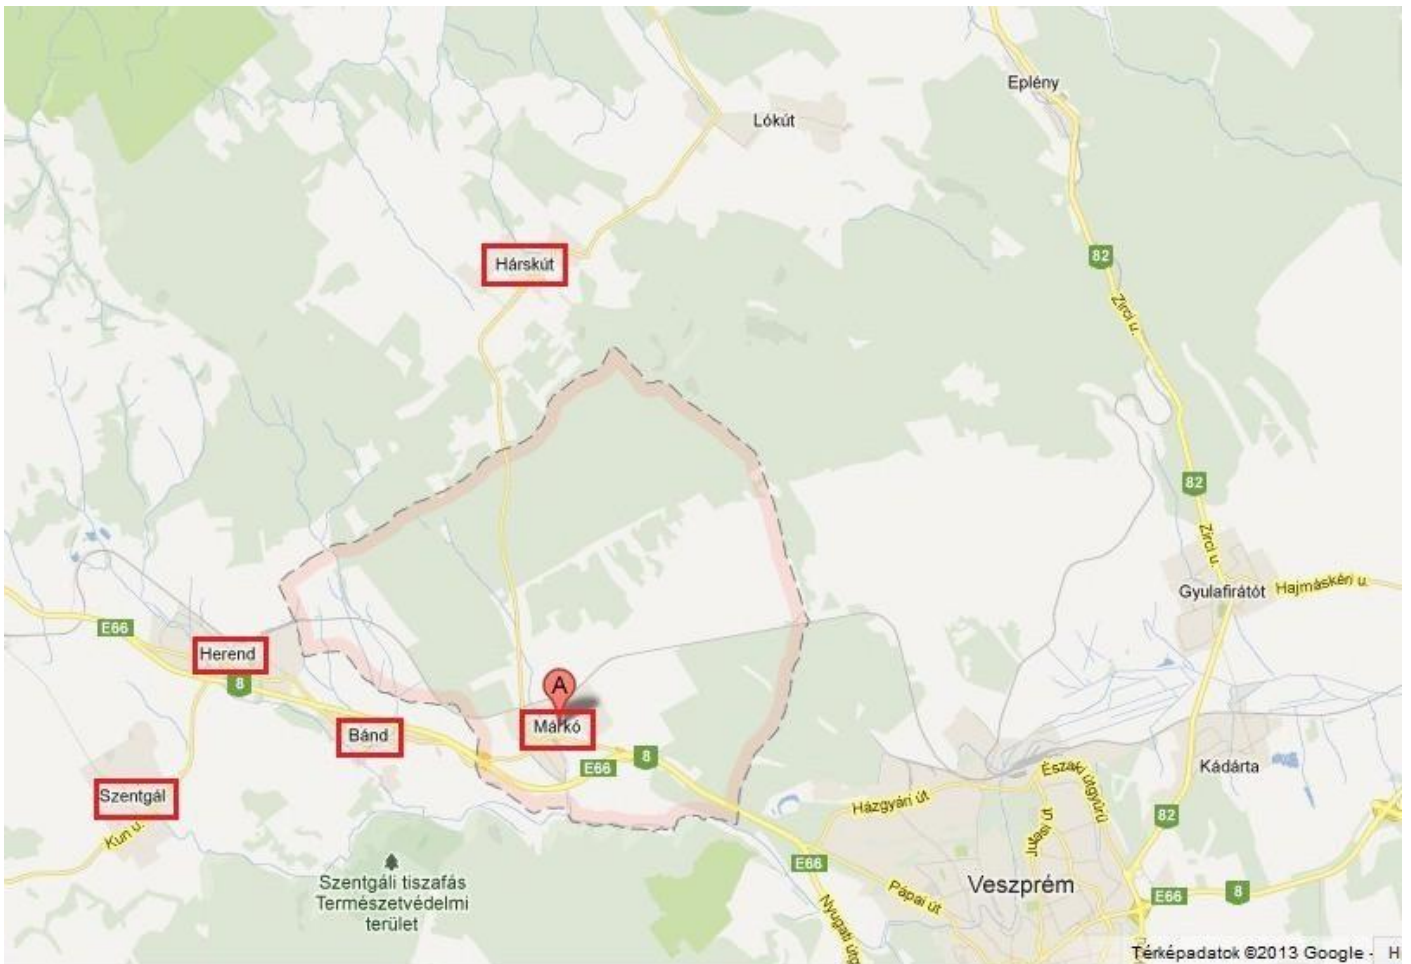 Eplény
Lókút
Hárskút
82
Zirci u.
82
Zirci u.
Gyulafirátót
Hajmáskéri u.
E66
Herend
8
A
Márkó
Bánd
8
E66
Szentgál
Kun u.
Kádárta
Északi útgyűrű
Házgyári út
Jutasi út
82
Szentgáli tiszafás
Természetvédelmi
terület
E66
Pápai út
Veszprém
E66
8
Nyugati útg
Térképadatok ©2013 Google -
H